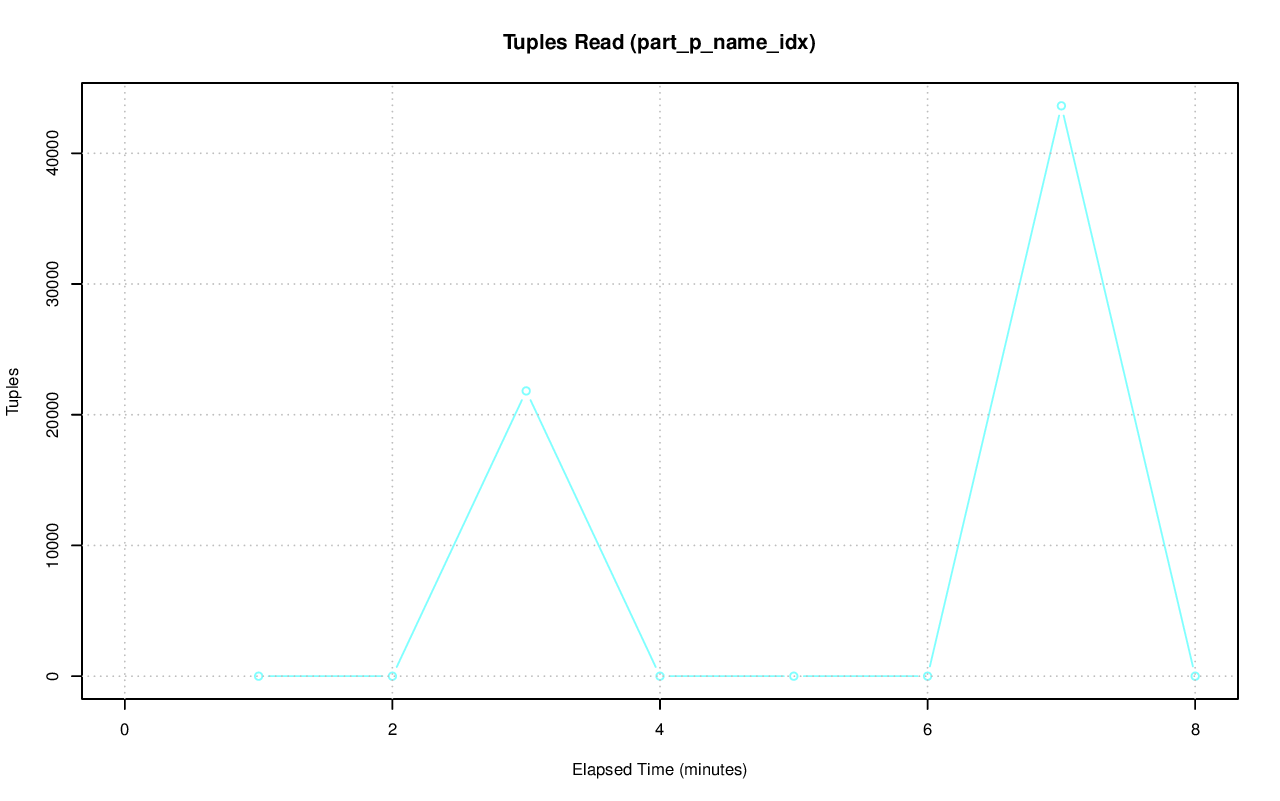 Tuples Read (part_p_name_idx)
Tuples
40000
30000
20000
10000
0
0 2 4 6 8
Elapsed Time (minutes)